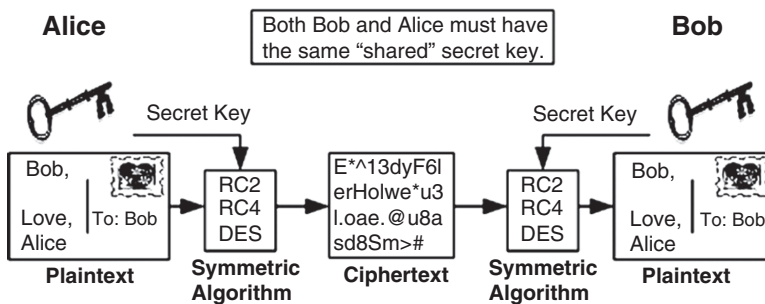 Alice
Both Bob and Alice must have
the same “shared” secret key.
Bob
Secret Key
Secret Key
Bob,
Love,
Alice
To: Bob
RC2
RC4
DES
E*^13dyF6l
erHolwe*u3
l.oae.@u8a
sd8Sm>#
RC2
RC4
DES
Bob,
Love,
Alice
To: Bob
Plaintext
Symmetric
Algorithm
Ciphertext
Symmetric
Algorithm
Plaintext